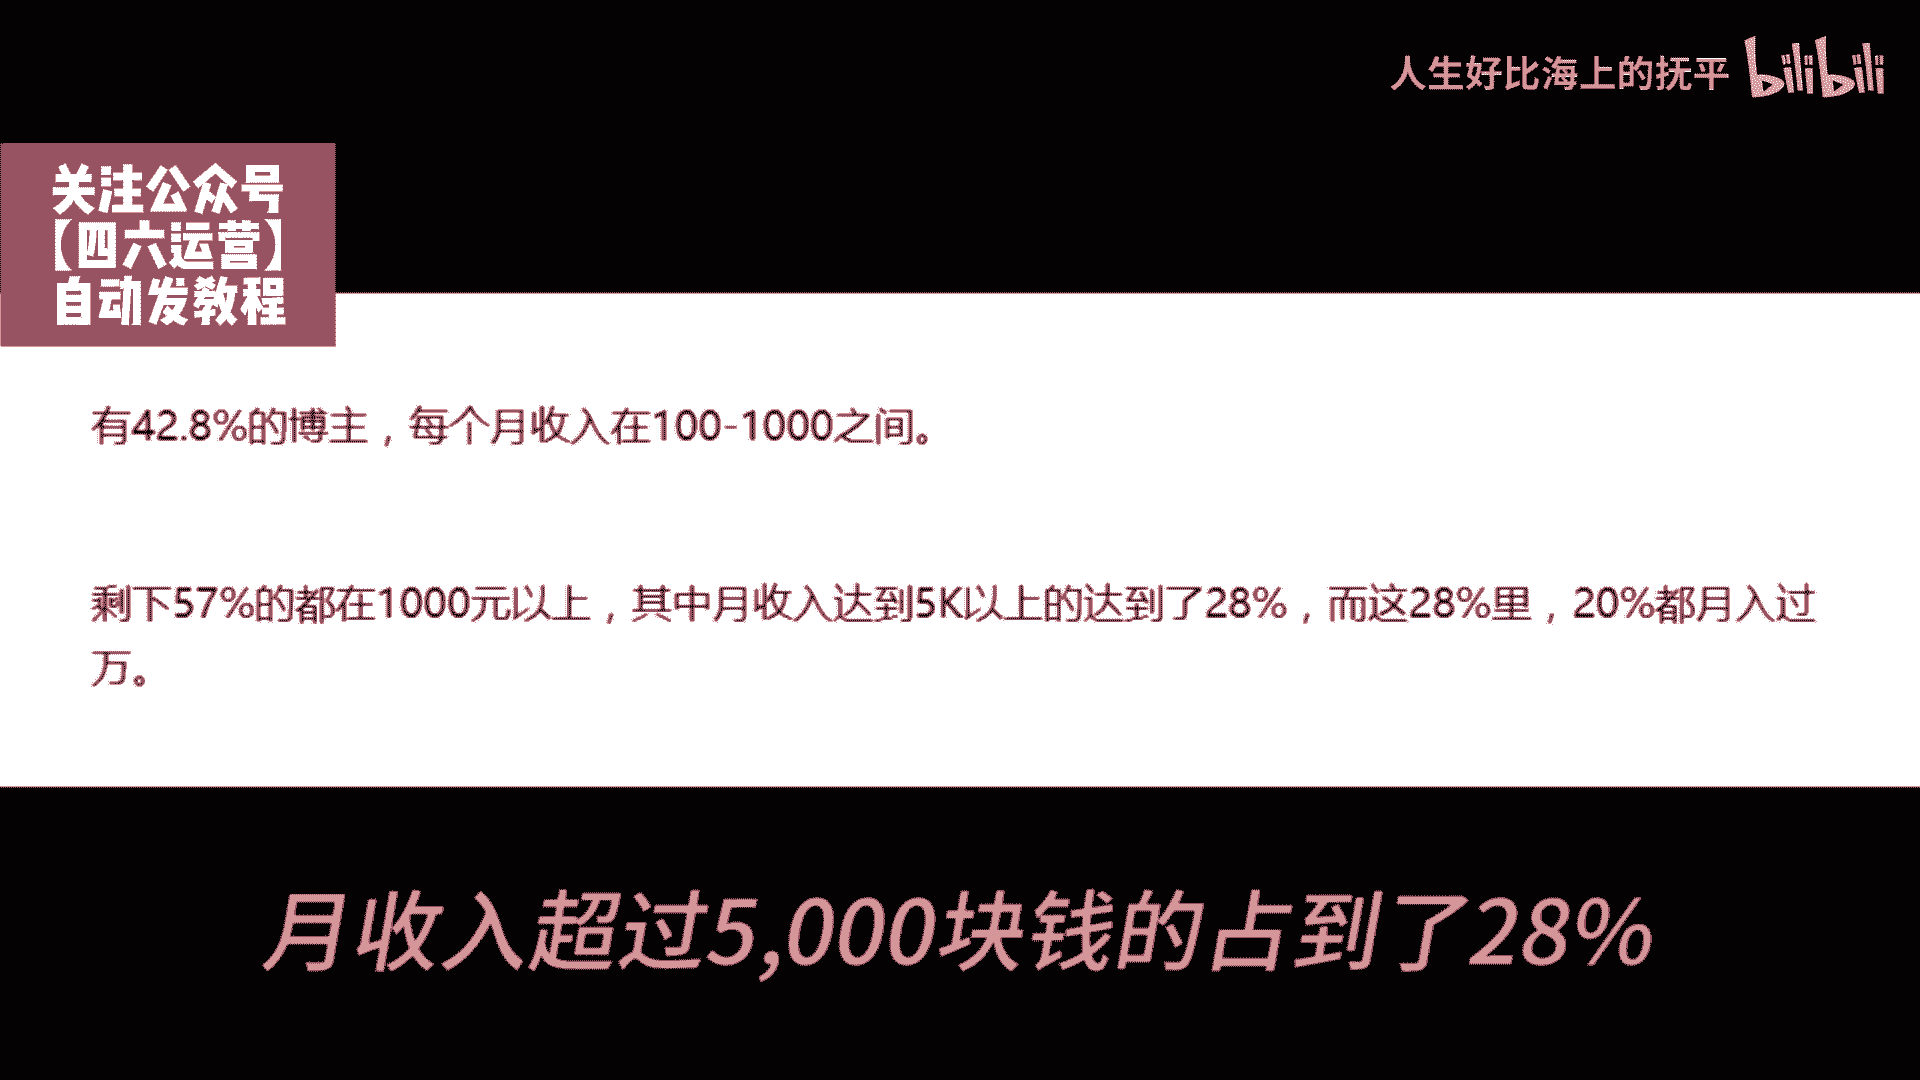 人生好比海上的抚平 bilibili
关注公众号
【四六运营】
自动发教程
有42.8%的博主，每个月收入在100-1000之间。
剩下57%的都在1000元以上，其中月收入达到5K以上的达到了28%，而这28%里，20%都月入过
万。
月收入超过5,000块钱的占到了28%